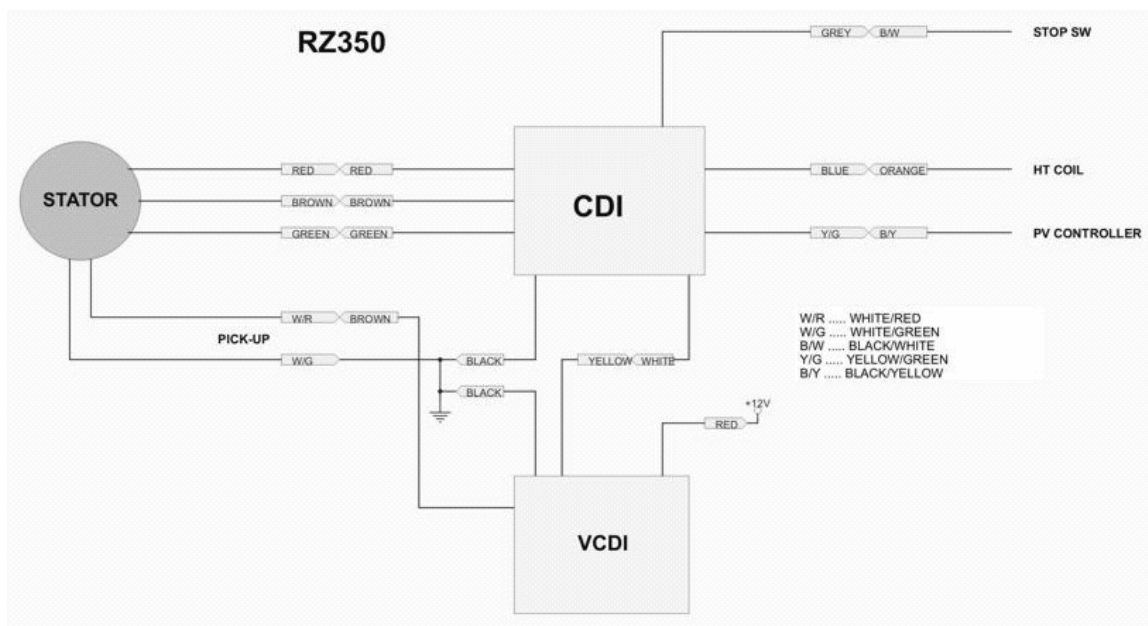 RZ350
GREY B/W STOP SW
STATOR
RED RED
BROWN BROWN
GREEN GREEN
CDI
BLUE ORANGE HT COIL
Y/G B/Y PV CONTROLLER
PICK-UP
W/R BROWN
W/G BLACK
BLACK
YELLOW WHITE
W/R ..... WHITE/RED
W/G ..... WHITE/GREEN
B/W ..... BLACK/WHITE
Y/G ..... YELLOW/GREEN
B/Y ..... BLACK/YELLOW
+12V
RED
VCDI